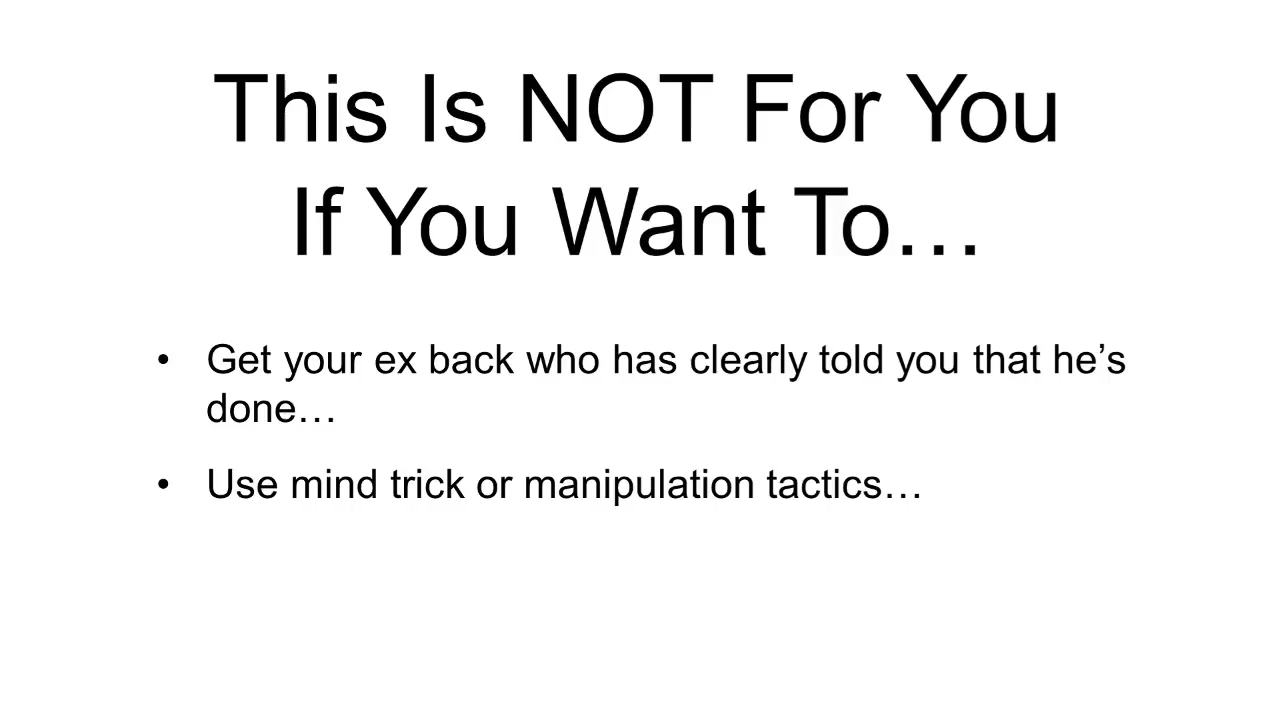 This Is NOT For You
If You Want To…
• Get your ex back who has clearly told you that he’s
done…
• Use mind trick or manipulation tactics…